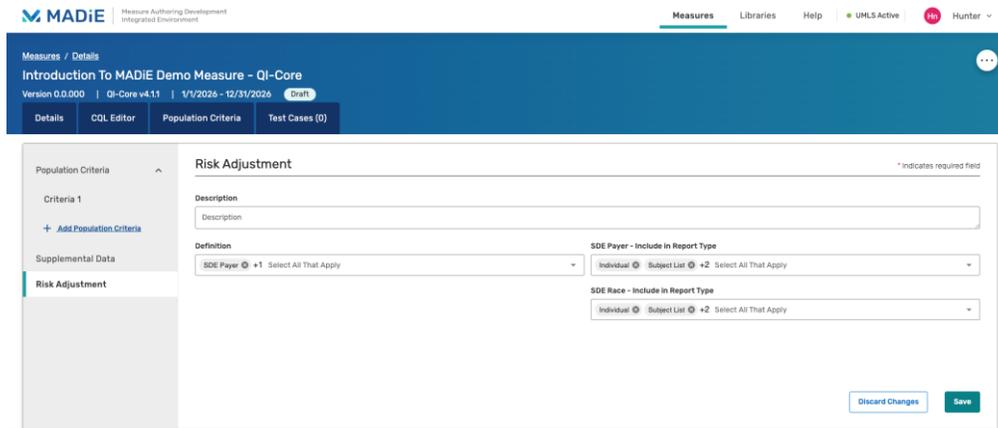 MADiE Measure Authoring Development Integrated Environment
Measures Libraries Help UMLS Active Hn Hunter
Measures / Details
Introduction To MADiE Demo Measure - QI-Core
Version 0.0.000 | QI-Core v4.1.1 | 1/1/2026 - 12/31/2026 Draft
Details CQL Editor Population Criteria Test Cases (0)
Population Criteria
Criteria 1
+ Add Population Criteria
Supplemental Data
Risk Adjustment
Risk Adjustment
* Indicates required field
Description
Description
Definition
SDE Payer +1 Select All That Apply
SDE Payer - Include in Report Type
Individual Subject List +2 Select All That Apply
SDE Race - Include in Report Type
Individual Subject List +2 Select All That Apply
Discard Changes Save